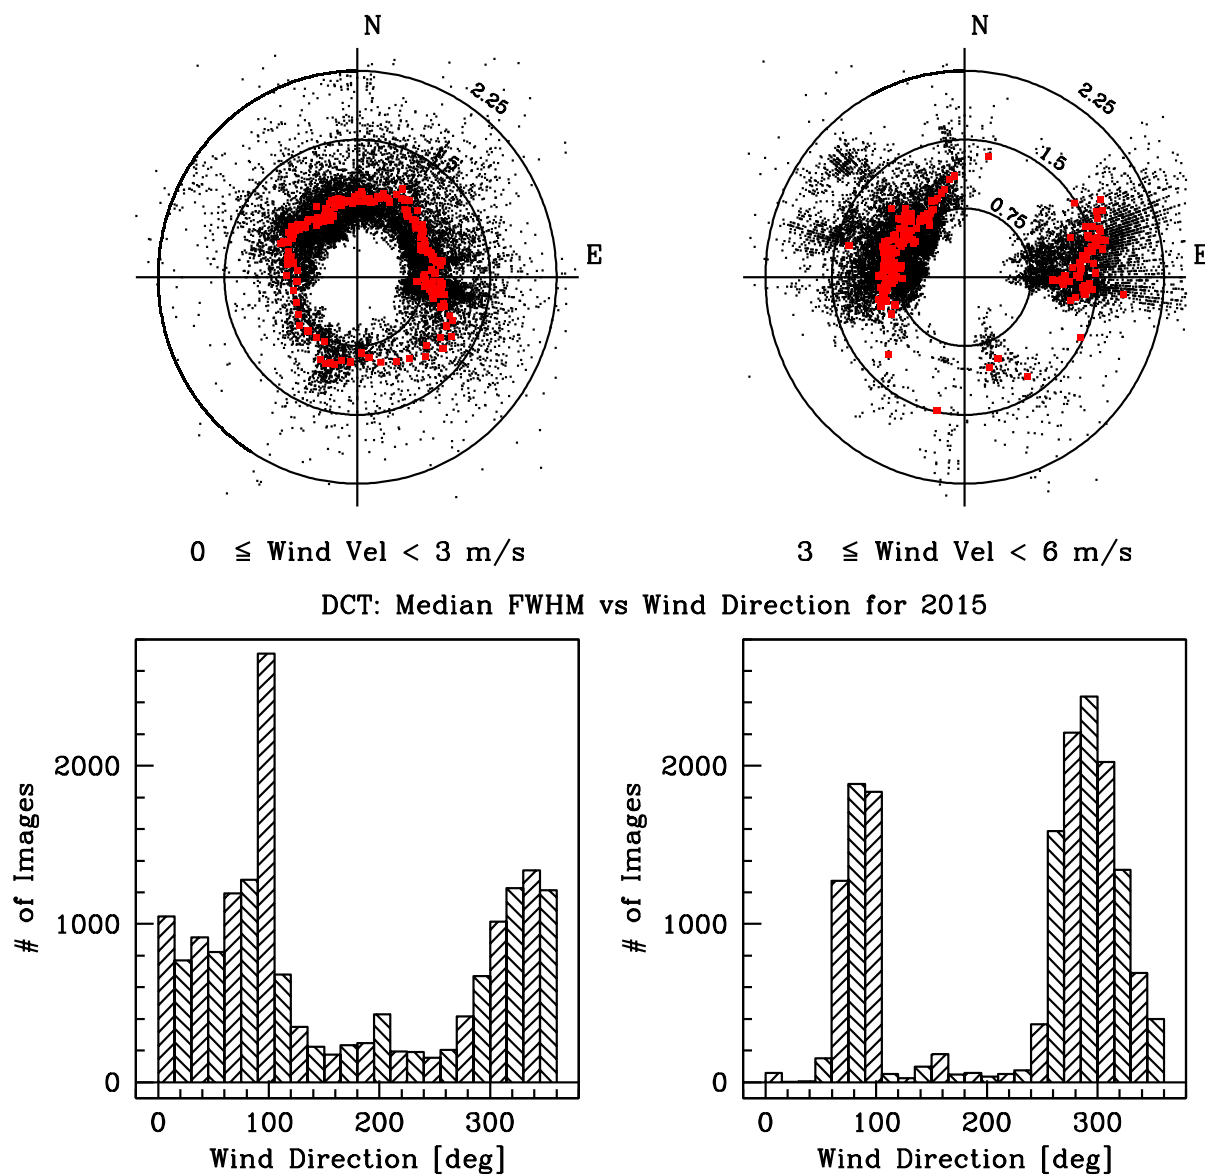 N
N
2.25
2.25
1.5
1.5
0.75
E
E
0 ≦ Wind Vel < 3 m/s
3 ≦ Wind Vel < 6 m/s
DCT: Median FWHM vs Wind Direction for 2015
# of Images
2000
1000
0
0 100 200 300
Wind Direction [deg]
# of Images
2000
1000
0
0 100 200 300
Wind Direction [deg]